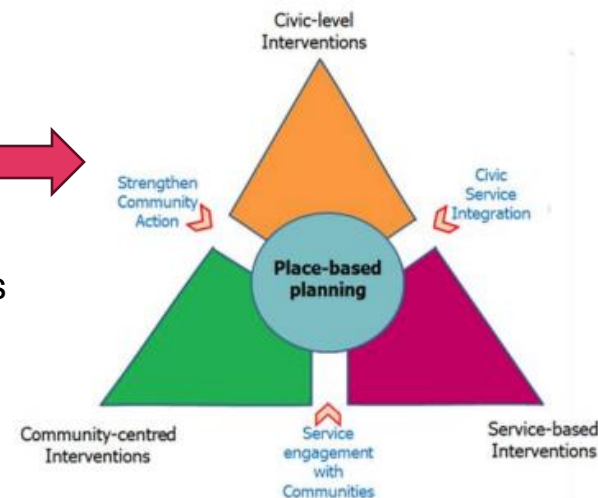 Civic-level
Interventions
Strengthen
Community
Action
Civic
Service
Integration
Place-based
planning
s
Community-centred
Interventions
Service
engagement
with
Communities
Service-based
Interventions